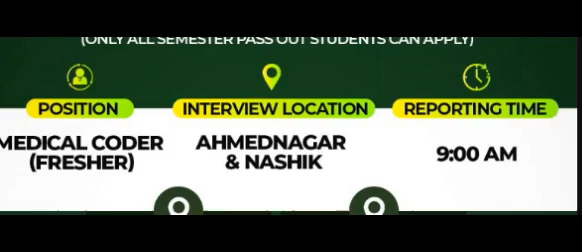 (ONLY ALL SEMESTER PASS OUT STUDENTS CAN APPLY)
POSITION
MEDICAL CODER
(FRESHER)
INTERVIEW LOCATION
AHMEDNAGAR
& NASHIK
REPORTING TIME
9:00 AM